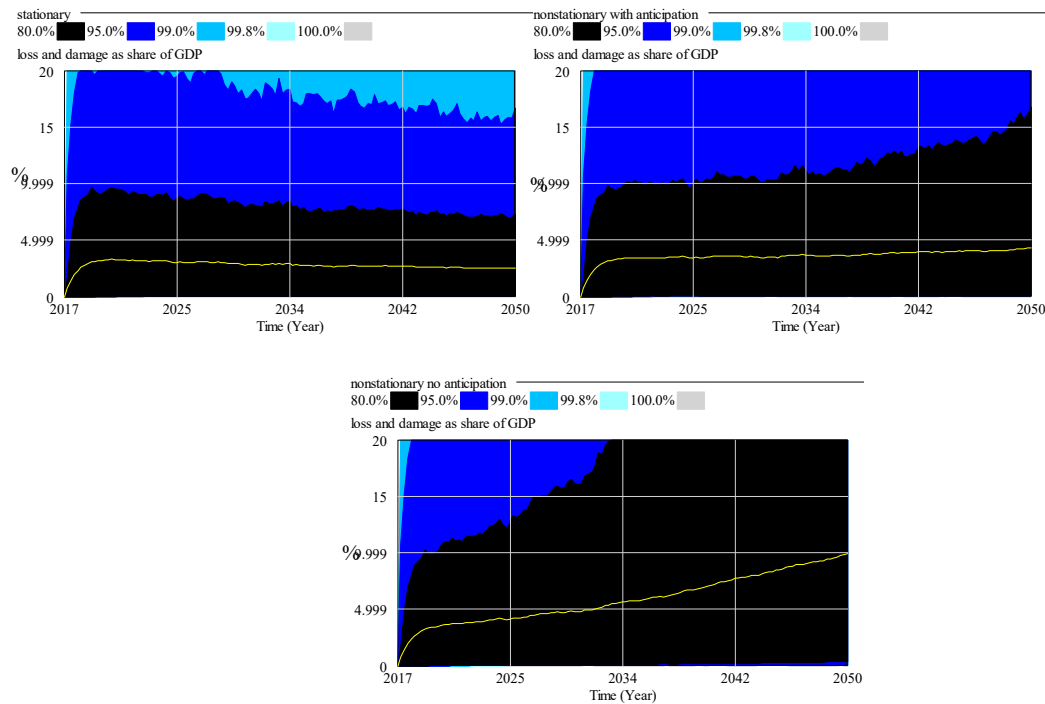 stationary
80.0% 95.0% 99.0% 99.8% 100.0%
loss and damage as share of GDP
20
15
% 9.999
4.999
0
2017 2025 2034 2042 2050
Time (Year)
nonstationary with anticipation
80.0% 95.0% 99.0% 99.8% 100.0%
loss and damage as share of GDP
20
15
% 9.999
4.999
0
2017 2025 2034 2042 2050
Time (Year)
nonstationary no anticipation
80.0% 95.0% 99.0% 99.8% 100.0%
loss and damage as share of GDP
20
15
% 9.999
4.999
0
2017 2025 2034 2042 2050
Time (Year)